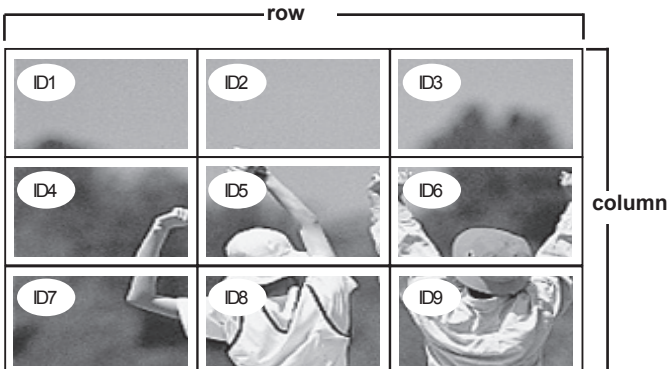 row
ID1 ID2 ID3
ID4 ID5 ID6
column
ID7 ID8 ID9